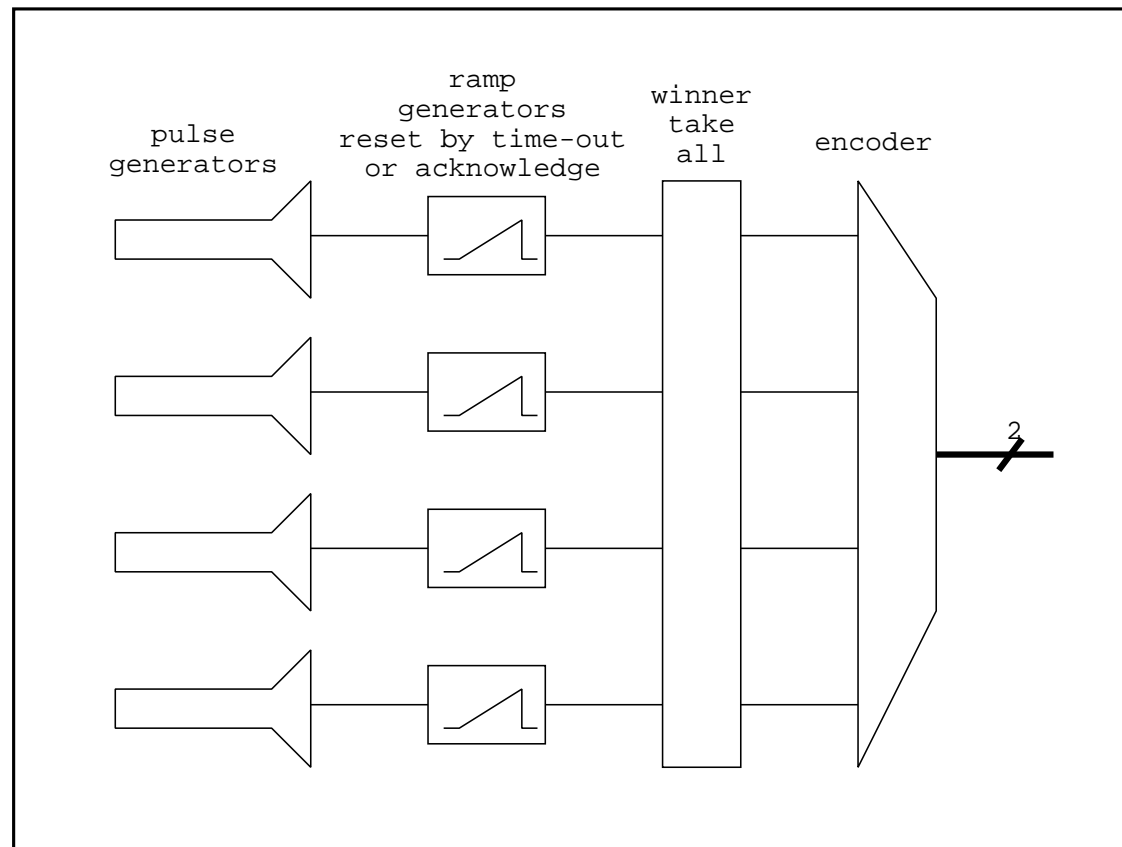 pulse
generators
ramp
generators
reset by time-out
or acknowledge
winner
take
all
encoder
2